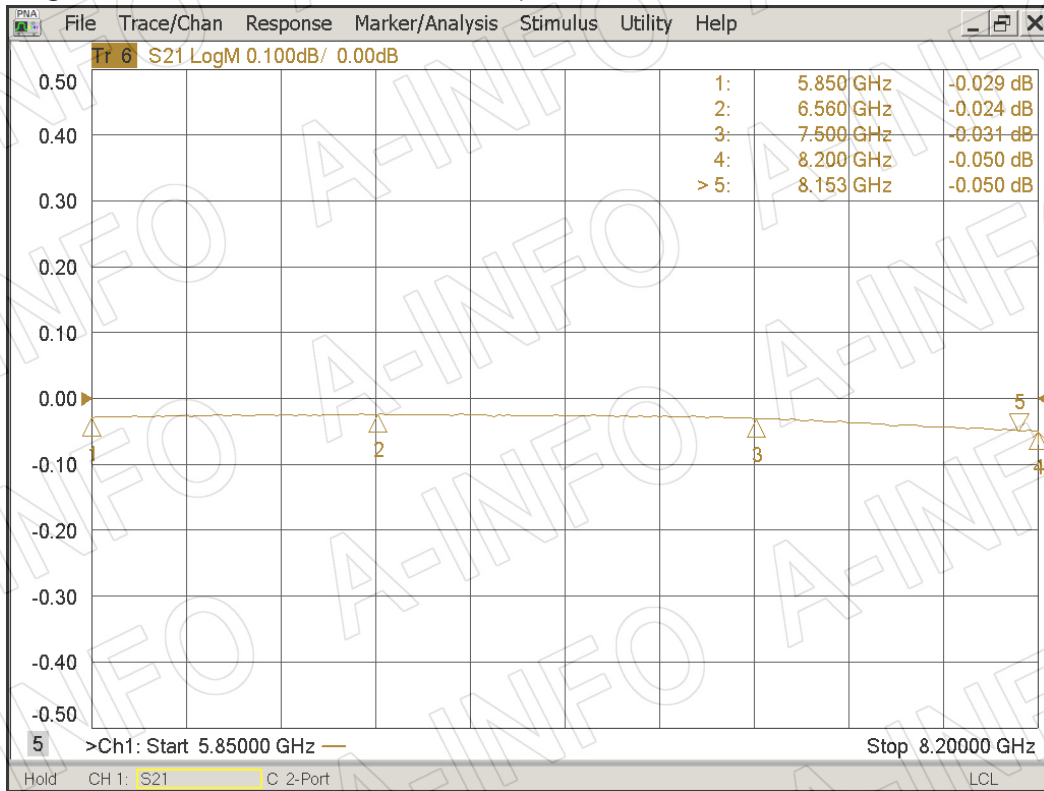 PNA File Trace/Chan Response Marker/Analysis Stimulus Utility Help
Tr 6 S21 LogM 0.100dB/ 0.00dB
1: 5.850 GHz -0.029 dB
2: 6.560 GHz -0.024 dB
3: 7.500 GHz -0.031 dB
4: 8.200 GHz -0.050 dB
> 5: 8.153 GHz -0.050 dB
0.50
0.40
0.30
0.20
0.10
0.00
-0.10
-0.20
-0.30
-0.40
-0.50
1
2
3
5
4
5 >Ch1: Start 5.85000 GHz — Stop 8.20000 GHz
Hold CH 1: S21 C 2-Port LCL
A-INFO